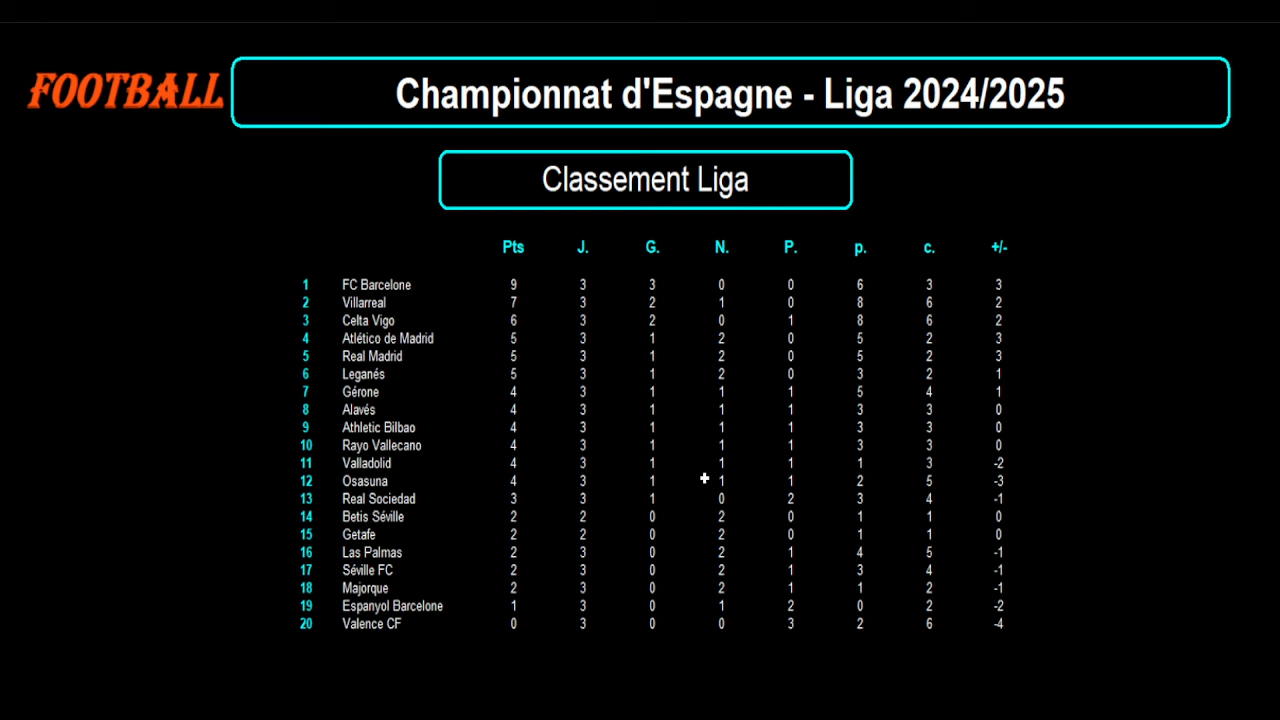 FOOTBALL
Championnat d'Espagne - Liga 2024/2025
Classement Liga
Pts J. G. N. P. p. c. +/-
1 FC Barcelone 9 3 3 0 0 6 3 3
2 Villarreal 7 3 2 1 0 8 6 2
3 Celta Vigo 6 3 2 0 1 8 6 2
4 Atlético de Madrid 5 3 1 2 0 5 2 3
5 Real Madrid 5 3 1 2 0 5 2 3
6 Leganés 5 3 1 2 0 3 2 1
7 Gérone 4 3 1 1 1 5 4 1
8 Alavés 4 3 1 1 1 3 3 0
9 Athletic Bilbao 4 3 1 1 1 3 3 0
10 Rayo Vallecano 4 3 1 1 1 3 3 0
11 Valladolid 4 3 1 1 1 1 3 -2
12 Osasuna 4 3 1 1 1 2 5 -3
13 Real Sociedad 3 3 1 0 2 3 4 -1
14 Betis Séville 2 2 0 2 0 1 1 0
15 Getafe 2 2 0 2 0 1 1 0
16 Las Palmas 2 3 0 2 1 4 5 -1
17 Séville FC 2 3 0 2 1 3 4 -1
18 Majorque 2 3 0 2 1 1 2 -1
19 Espanyol Barcelone 1 3 0 1 2 0 2 -2
20 Valence CF 0 3 0 0 3 2 6 -4